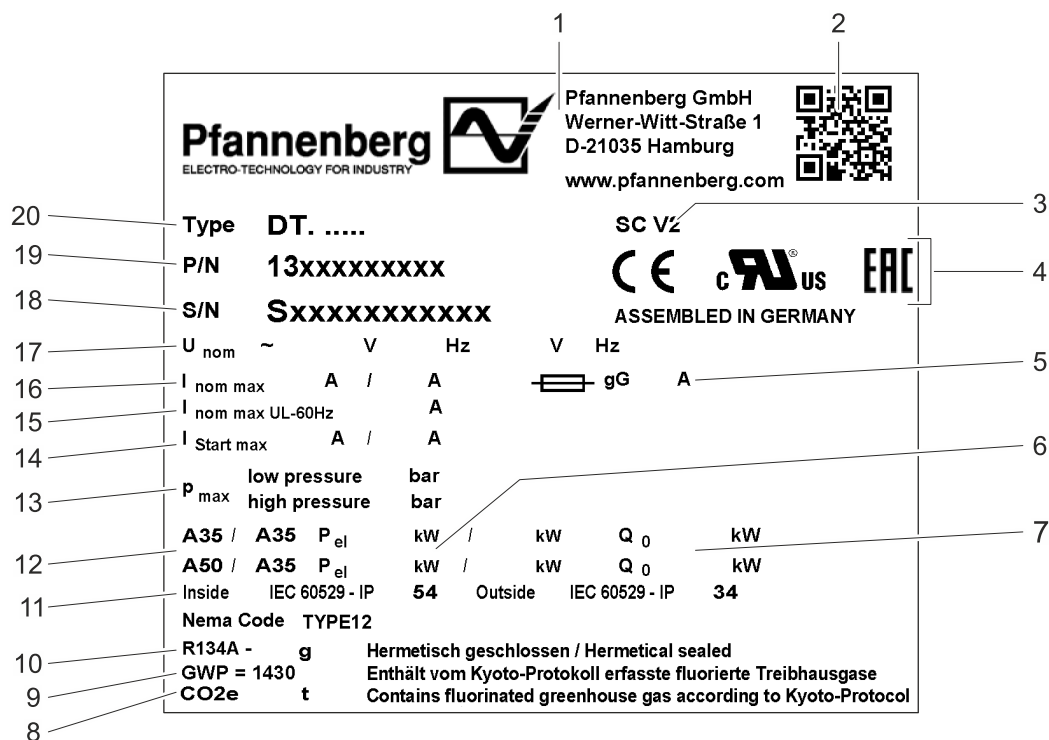 1 2
Pfannenberg
ELECTRO-TECHNOLOGY FOR INDUSTRY
Pfannenberg GmbH
Werner-Witt-Straße 1
D-21035 Hamburg
www.pfannenberg.com
20 Type DT. ..... SC V2 3
19 P/N 13xxxxxxxxx CE c RU ® US EAC 4
18 S/N Sxxxxxxxxxxx ASSEMBLED IN GERMANY
17 U nom ~ V Hz V Hz
16 I nom max A / A gG A 5
15 I nom max UL-60Hz A
14 I Start max A / A 6
13 p max low pressure bar
high pressure bar
12 A35 / A35 P el kW / kW Q 0 kW 7
A50 / A35 P el kW / kW Q 0 kW
11 Inside IEC 60529 - IP 54 Outside IEC 60529 - IP 34
Nema Code TYPE12
10 R134A - g Hermetisch geschlossen / Hermetical sealed
9 GWP = 1430 Enthält vom Kyoto-Protokoll erfasste fluorierte Treibhausgase
8 CO2e t Contains fluorinated greenhouse gas according to Kyoto-Protocol